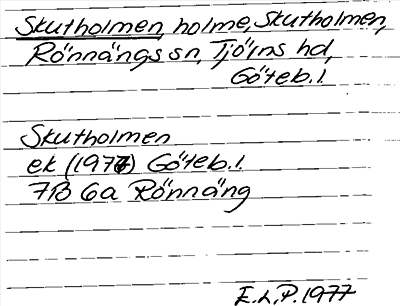 Skutholmen, holme, Skutholmen,
Rönnängs sn, Tjörns hd,
Göteb. l.
Skutholmen
ek (1977) Göteb. l.
7B 6a Rönnäng
E.L.P. 1977